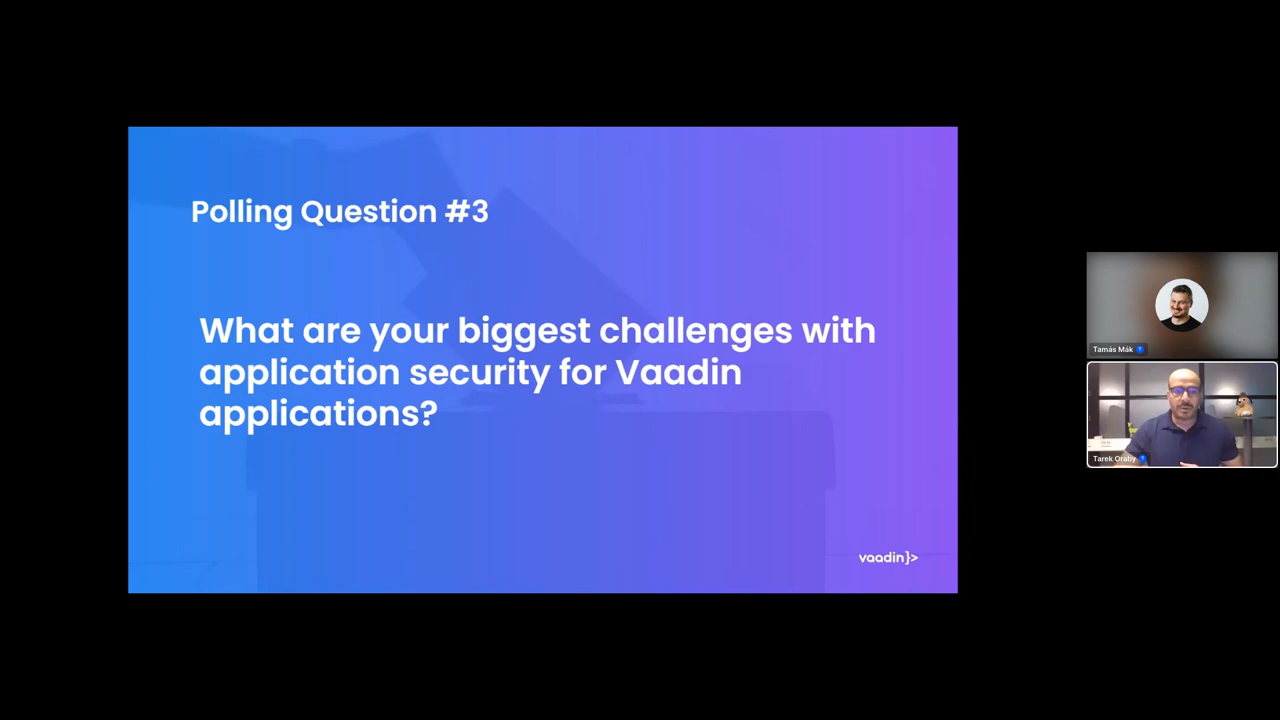 Polling Question #3
What are your biggest challenges with
application security for Vaadin
applications?
vaadin}>
Tamás Mák
Tarek Oraby